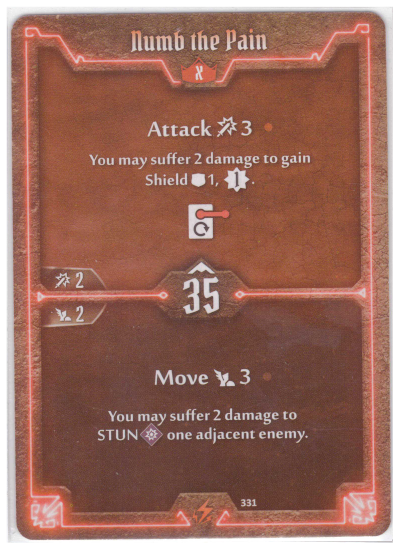 Numb the Pain
X
Attack 3
You may suffer 2 damage to gain
Shield 1, 1.
2
35
2
Move 3
You may suffer 2 damage to
STUN one adjacent enemy.
331